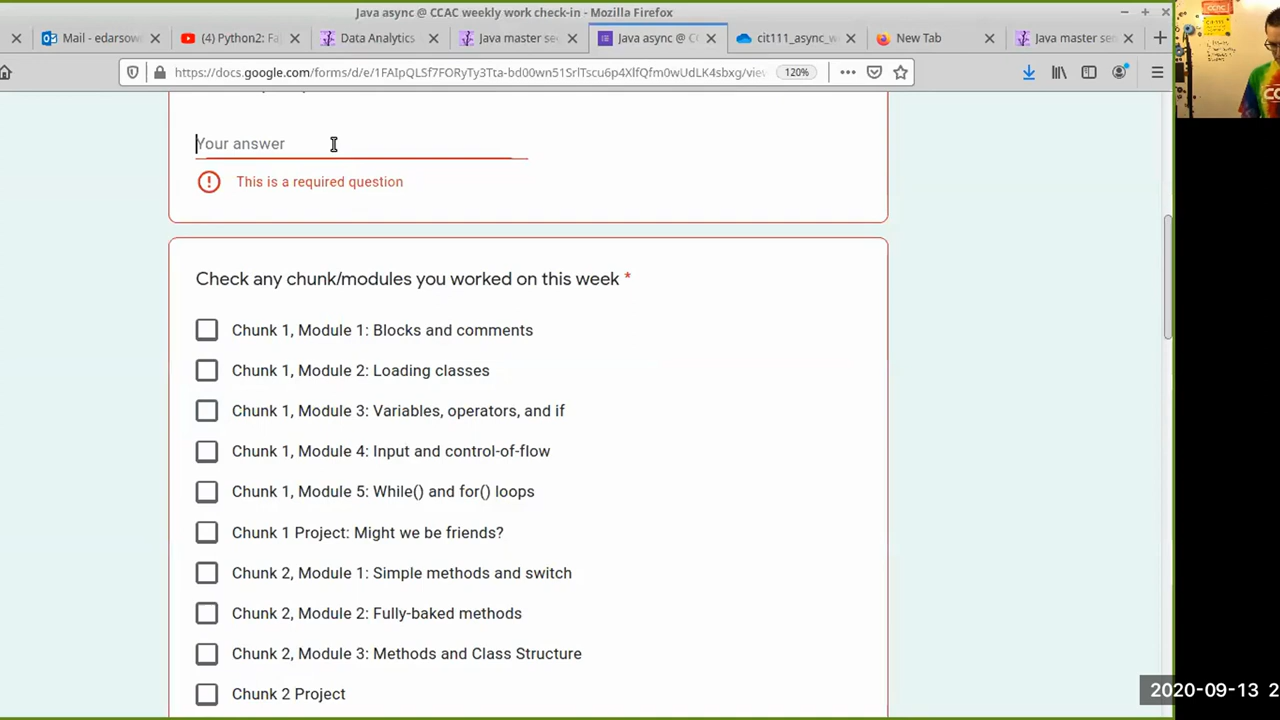 Java async @ CCAC weekly work check-in - Mozilla Firefox
Mail - edarsow
(4) Python2: Fa
Data Analytics
Java async @ C
cit111_async_w
New Tab
Java master se
https://docs.google.com/forms/d/e/1FAIpQLSf7FORyTy3Tta-bd00wn51SrlTscu6p4XlfQfm0wUdLK4sbxg/viev
120%
Your answer
This is a required question
Check any chunk/modules you worked on this week *
Chunk 1, Module 1: Blocks and comments
Chunk 1, Module 2: Loading classes
Chunk 1, Module 3: Variables, operators, and if
Chunk 1, Module 4: Input and control-of-flow
Chunk 1, Module 5: While() and for() loops
Chunk 1 Project: Might we be friends?
Chunk 2, Module 1: Simple methods and switch
Chunk 2, Module 2: Fully-baked methods
Chunk 2, Module 3: Methods and Class Structure
Chunk 2 Project
2020-09-13 2